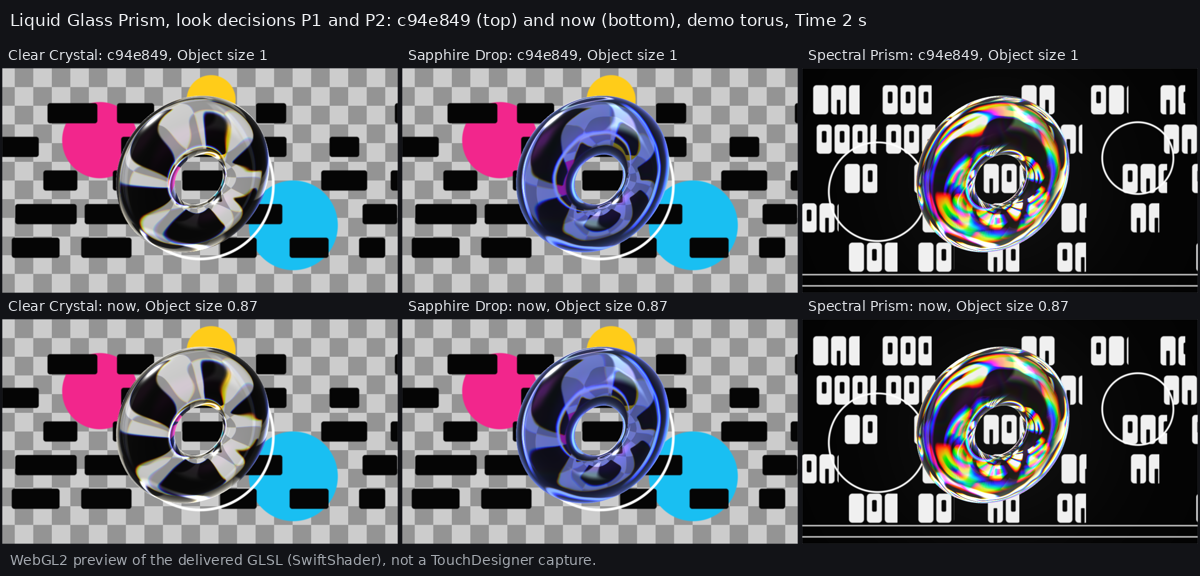 Liquid Glass Prism, look decisions P1 and P2: c94e849 (top) and now (bottom), demo torus, Time 2 s
Clear Crystal: c94e849, Object size 1
Sapphire Drop: c94e849, Object size 1
Spectral Prism: c94e849, Object size 1
Clear Crystal: now, Object size 0.87
Sapphire Drop: now, Object size 0.87
Spectral Prism: now, Object size 0.87
WebGL2 preview of the delivered GLSL (SwiftShader), not a TouchDesigner capture.